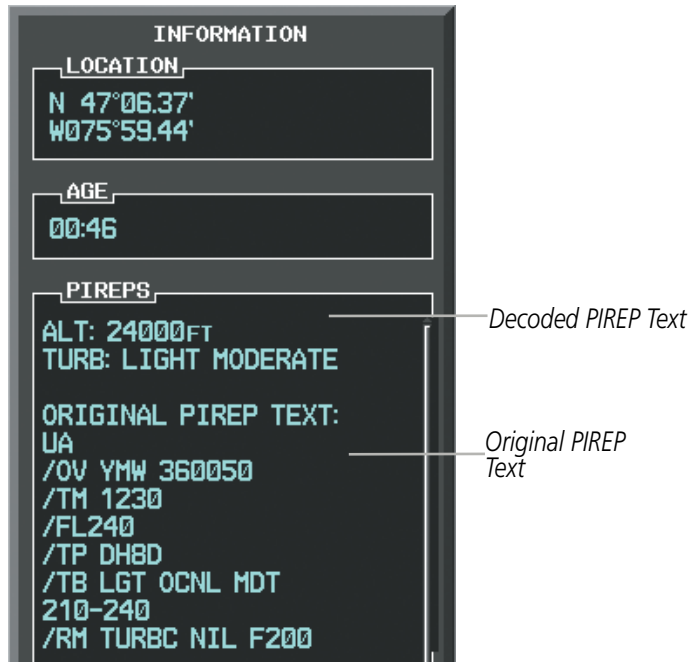 INFORMATION
LOCATION
N 47°06.37'
W075°59.44'
AGE
00:46
PIREPS
ALT: 24000FT
TURB: LIGHT MODERATE
Decoded PIREP Text
ORIGINAL PIREP TEXT:
UA
/OV YMW 360050
/TM 1230
/FL240
/TP DH8D
/TB LGT OCNL MDT
210-240
/RM TURBC NIL F200
Original PIREP
Text